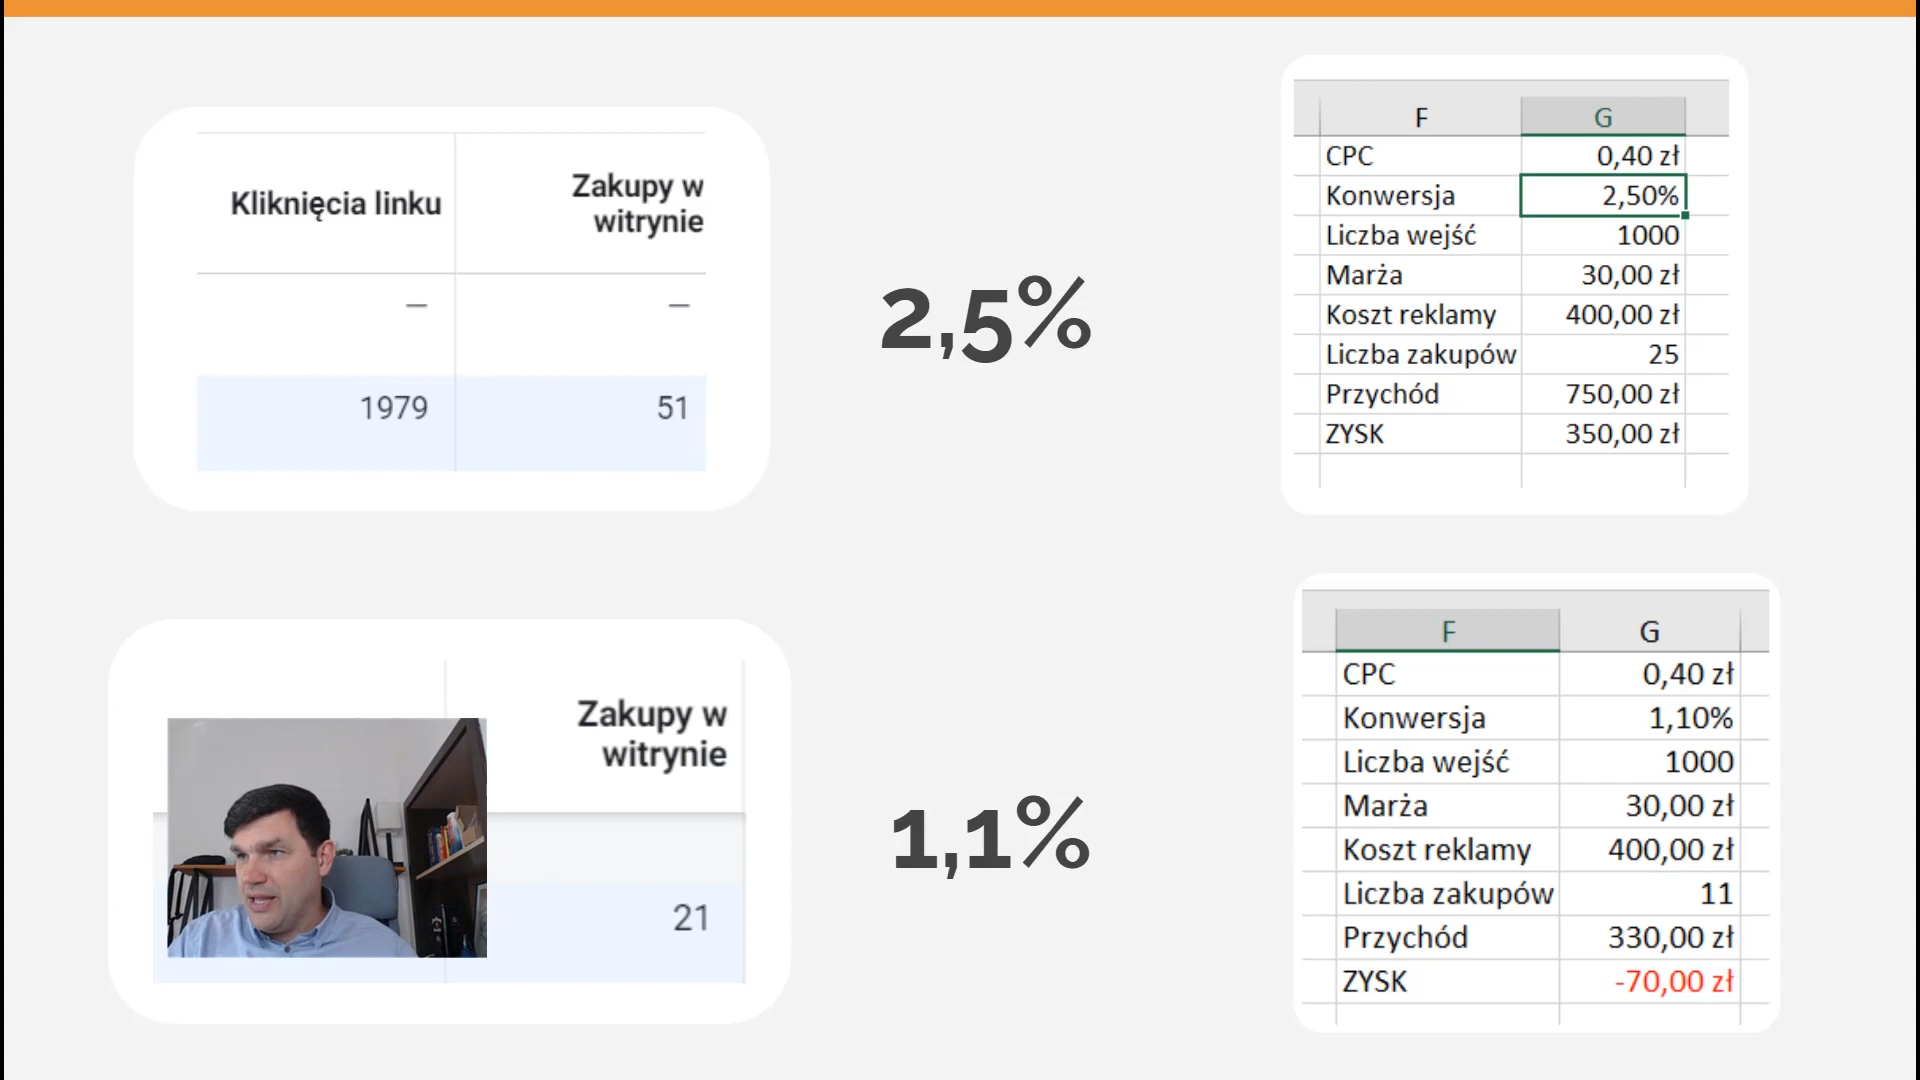 Kliknięcia linku
Zakupy w
witrynie
— —
1979 51
2,5%
F G
CPC 0,40 zł
Konwersja 2,50%
Liczba wejść 1000
Marża 30,00 zł
Koszt reklamy 400,00 zł
Liczba zakupów 25
Przychód 750,00 zł
ZYSK 350,00 zł
Zakupy w
witrynie
21
1,1%
F G
CPC 0,40 zł
Konwersja 1,10%
Liczba wejść 1000
Marża 30,00 zł
Koszt reklamy 400,00 zł
Liczba zakupów 11
Przychód 330,00 zł
ZYSK -70,00 zł